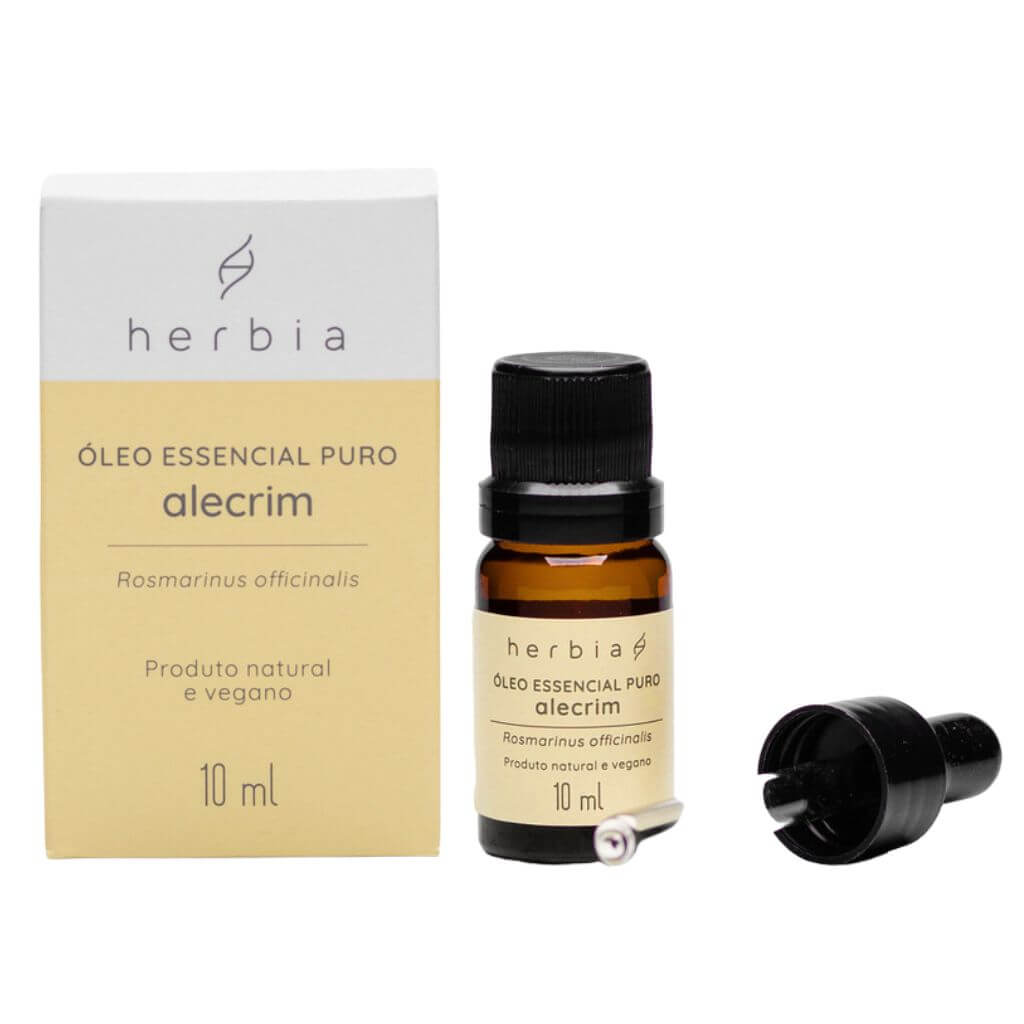 herbia
ÓLEO ESSENCIAL PURO
alecrim
Rosmarinus officinalis
Produto natural
e vegano
10 ml
herbia
ÓLEO ESSENCIAL PURO
alecrim
Rosmarinus officinalis
Produto natural e vegano
10 ml